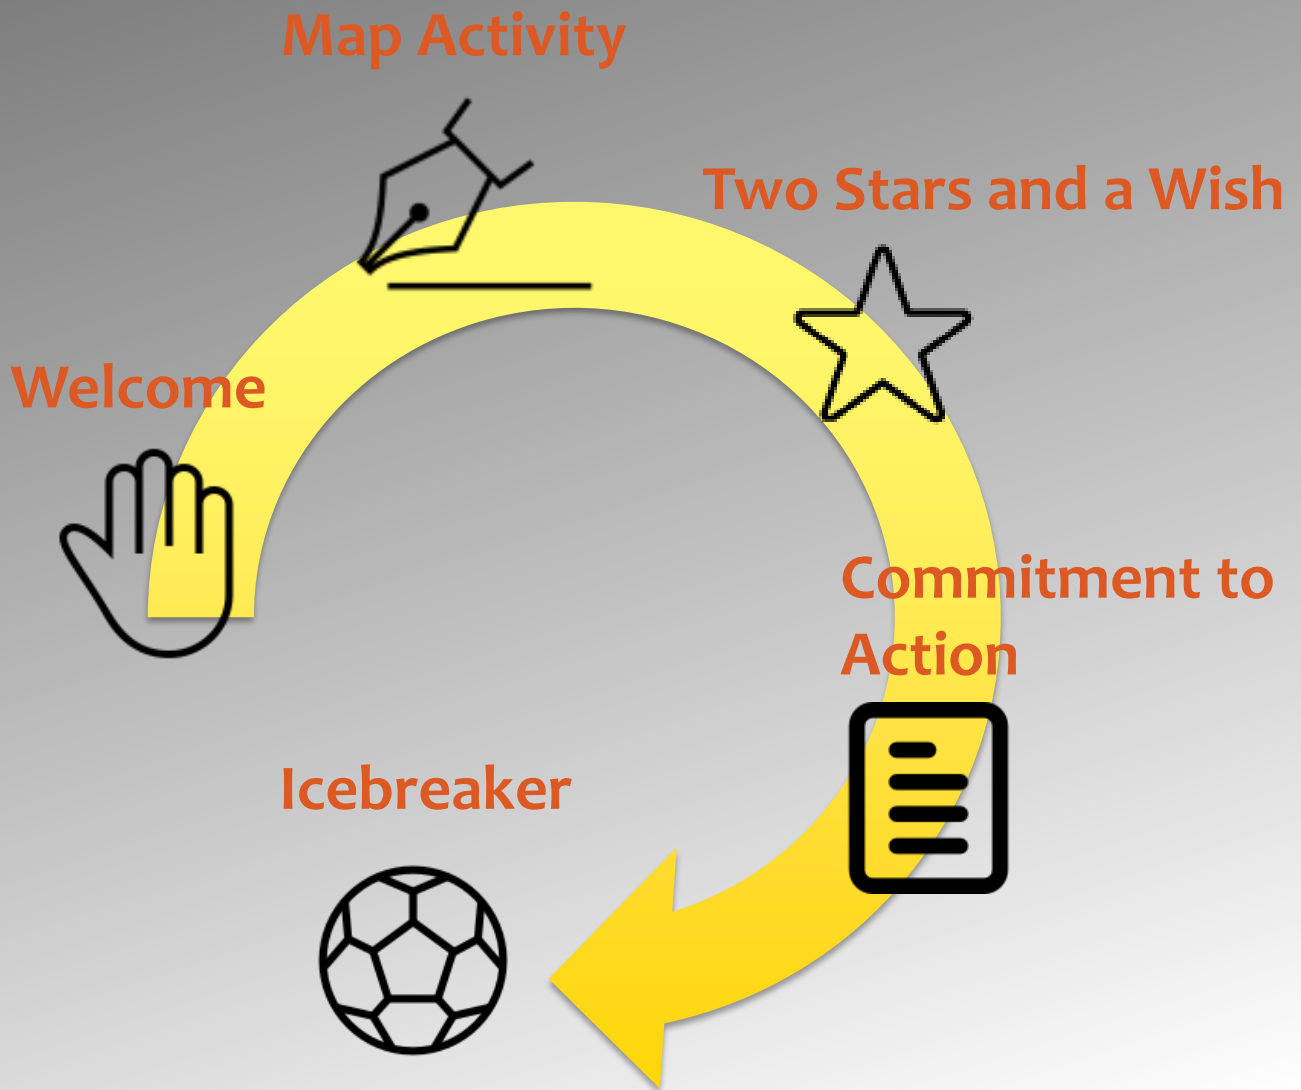 Map Activity
Two Stars and a Wish
Welcome
Commitment to
Action
Icebreaker